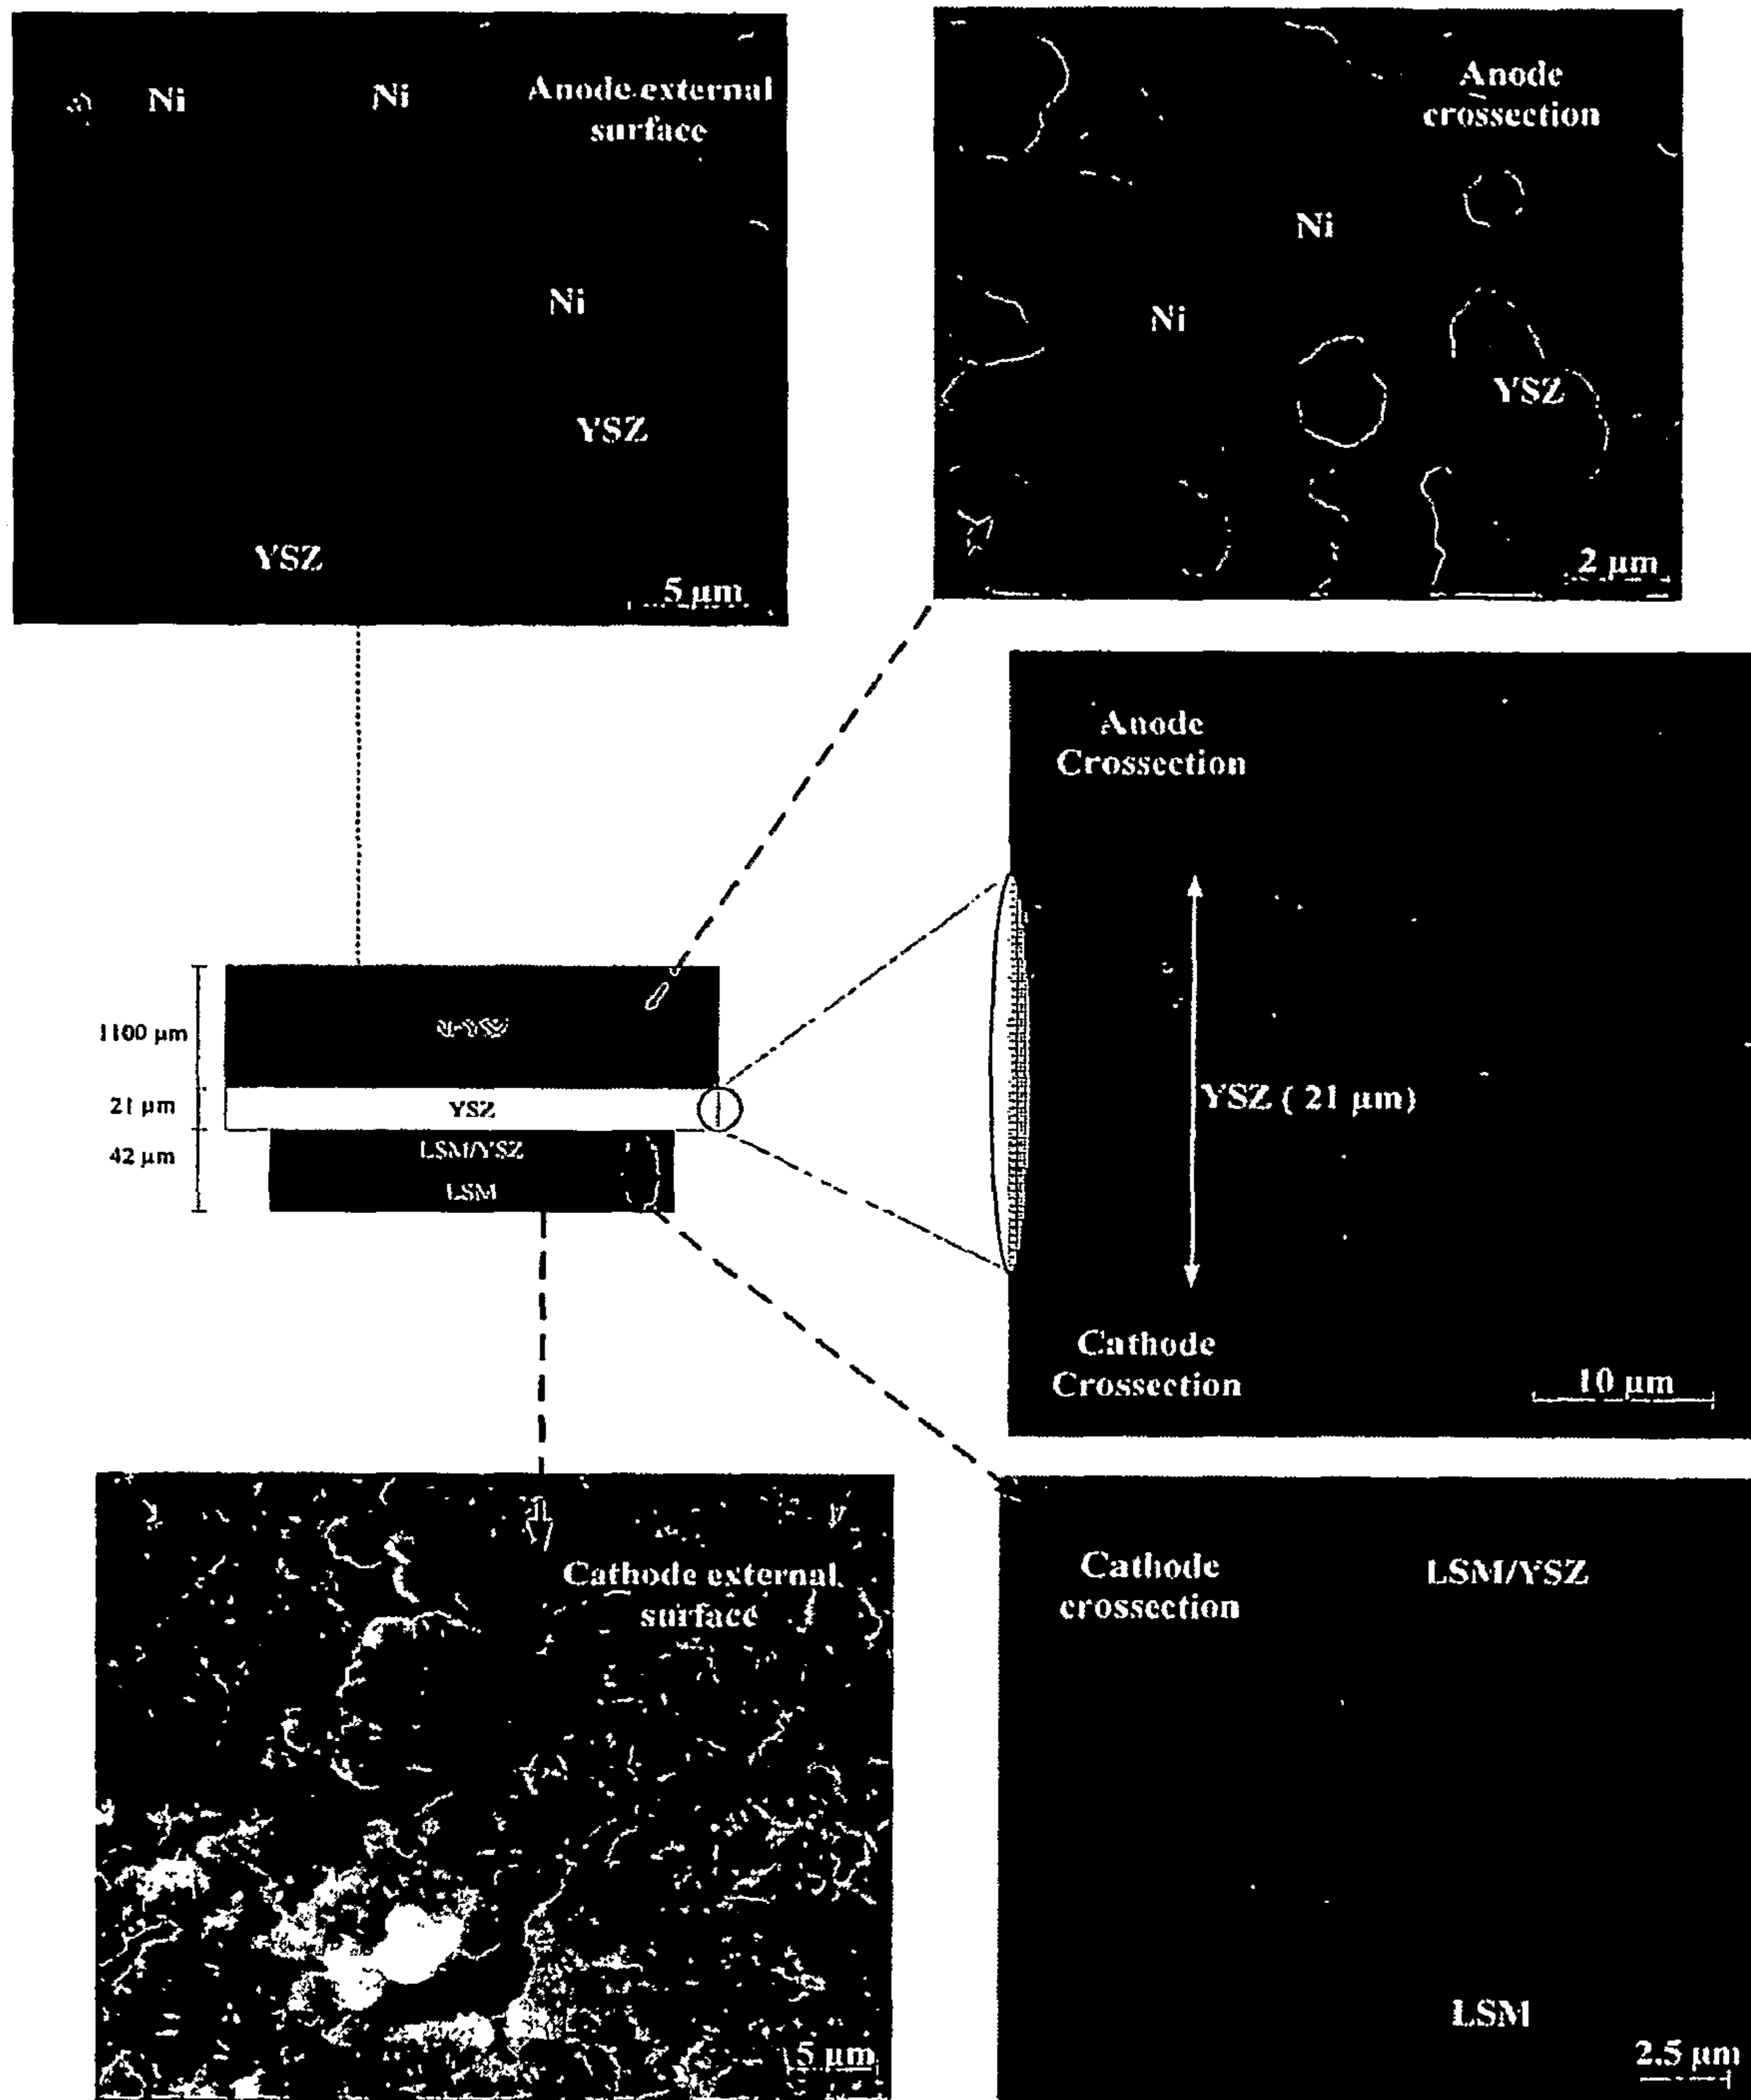 Ni
Ni
Anode external
surface
Ni
YSZ
YSZ
5 µm
Anode
crossection
Ni
Ni
YSZ
2 µm
Anode
Crossection
YSZ ( 21 µm)
Cathode
Crossection
10 µm
1100 µm
21 µm
42 µm
YSZ
LSM/YSZ
LSM
Cathode external
surface
5 µm
Cathode
crossection
LSM/YSZ
LSM
2.5 µm